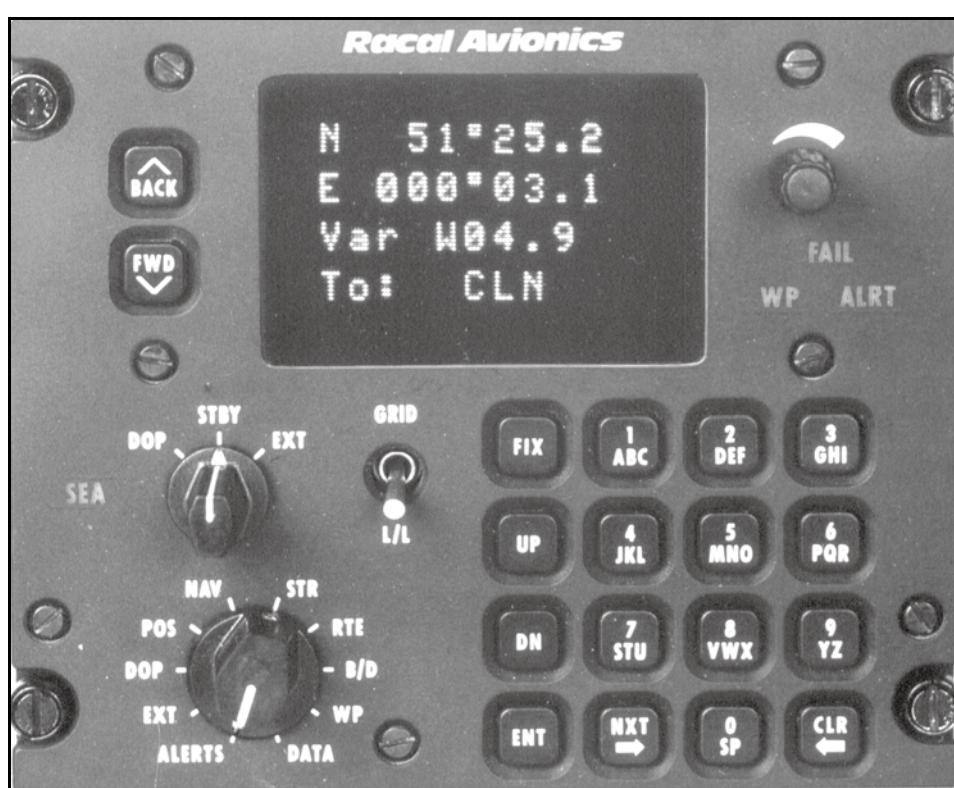 Racal Avionics
N 51°25.2
E 000°03.1
Var W04.9
To: CLN
BACK
FWD
FAIL
WP ALRT
DOP STBY EXT
SEA
GRID
L/L
NAV STR
POS RTE
DOP B/D
EXT WP
ALERTS DATA
FIX 1 ABC 2 DEF 3 GHI
UP 4 JKL 5 MNO 6 PQR
DN 7 STU 8 VWX 9 YZ
ENT NXT 0 SP CLR